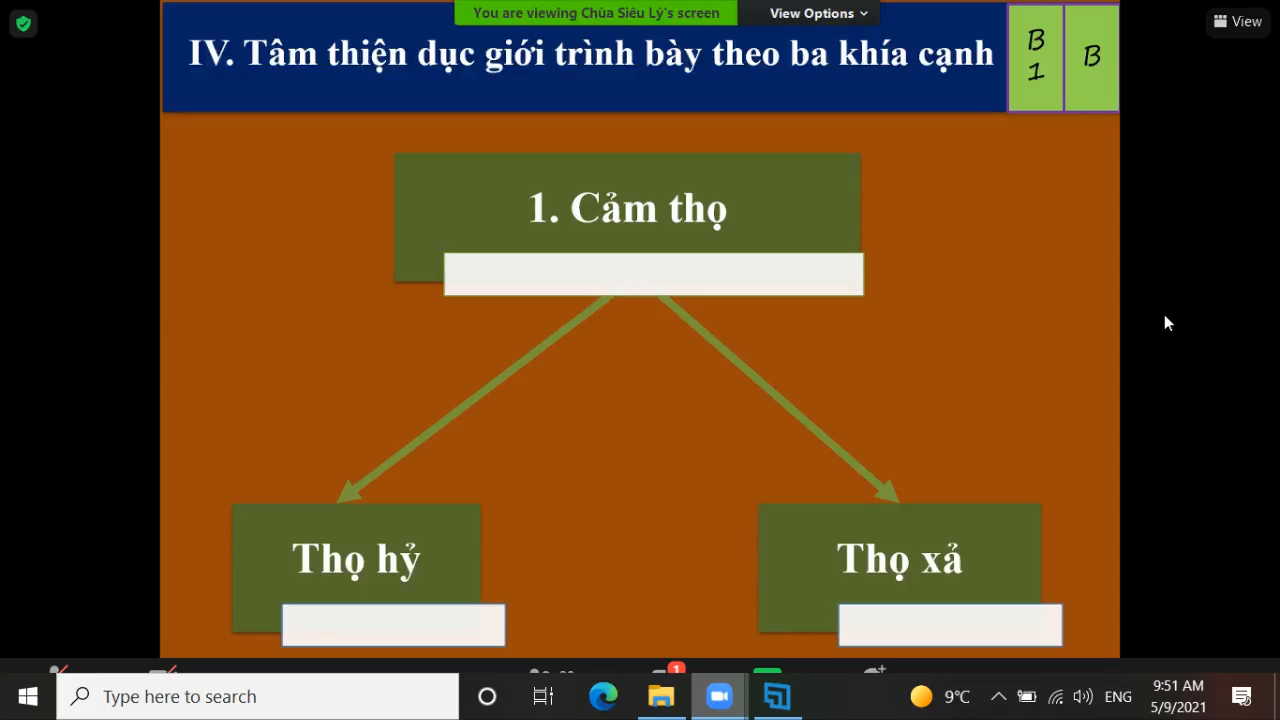 You are viewing Chùa Siêu Lý's screen
View Options
View
IV. Tâm thiện dục giới trình bày theo ba khía cạnh
B
1
B
1. Cảm thọ
Thọ hỷ
Thọ xả
1
Type here to search
9°C
ENG
9:51 AM
5/9/2021